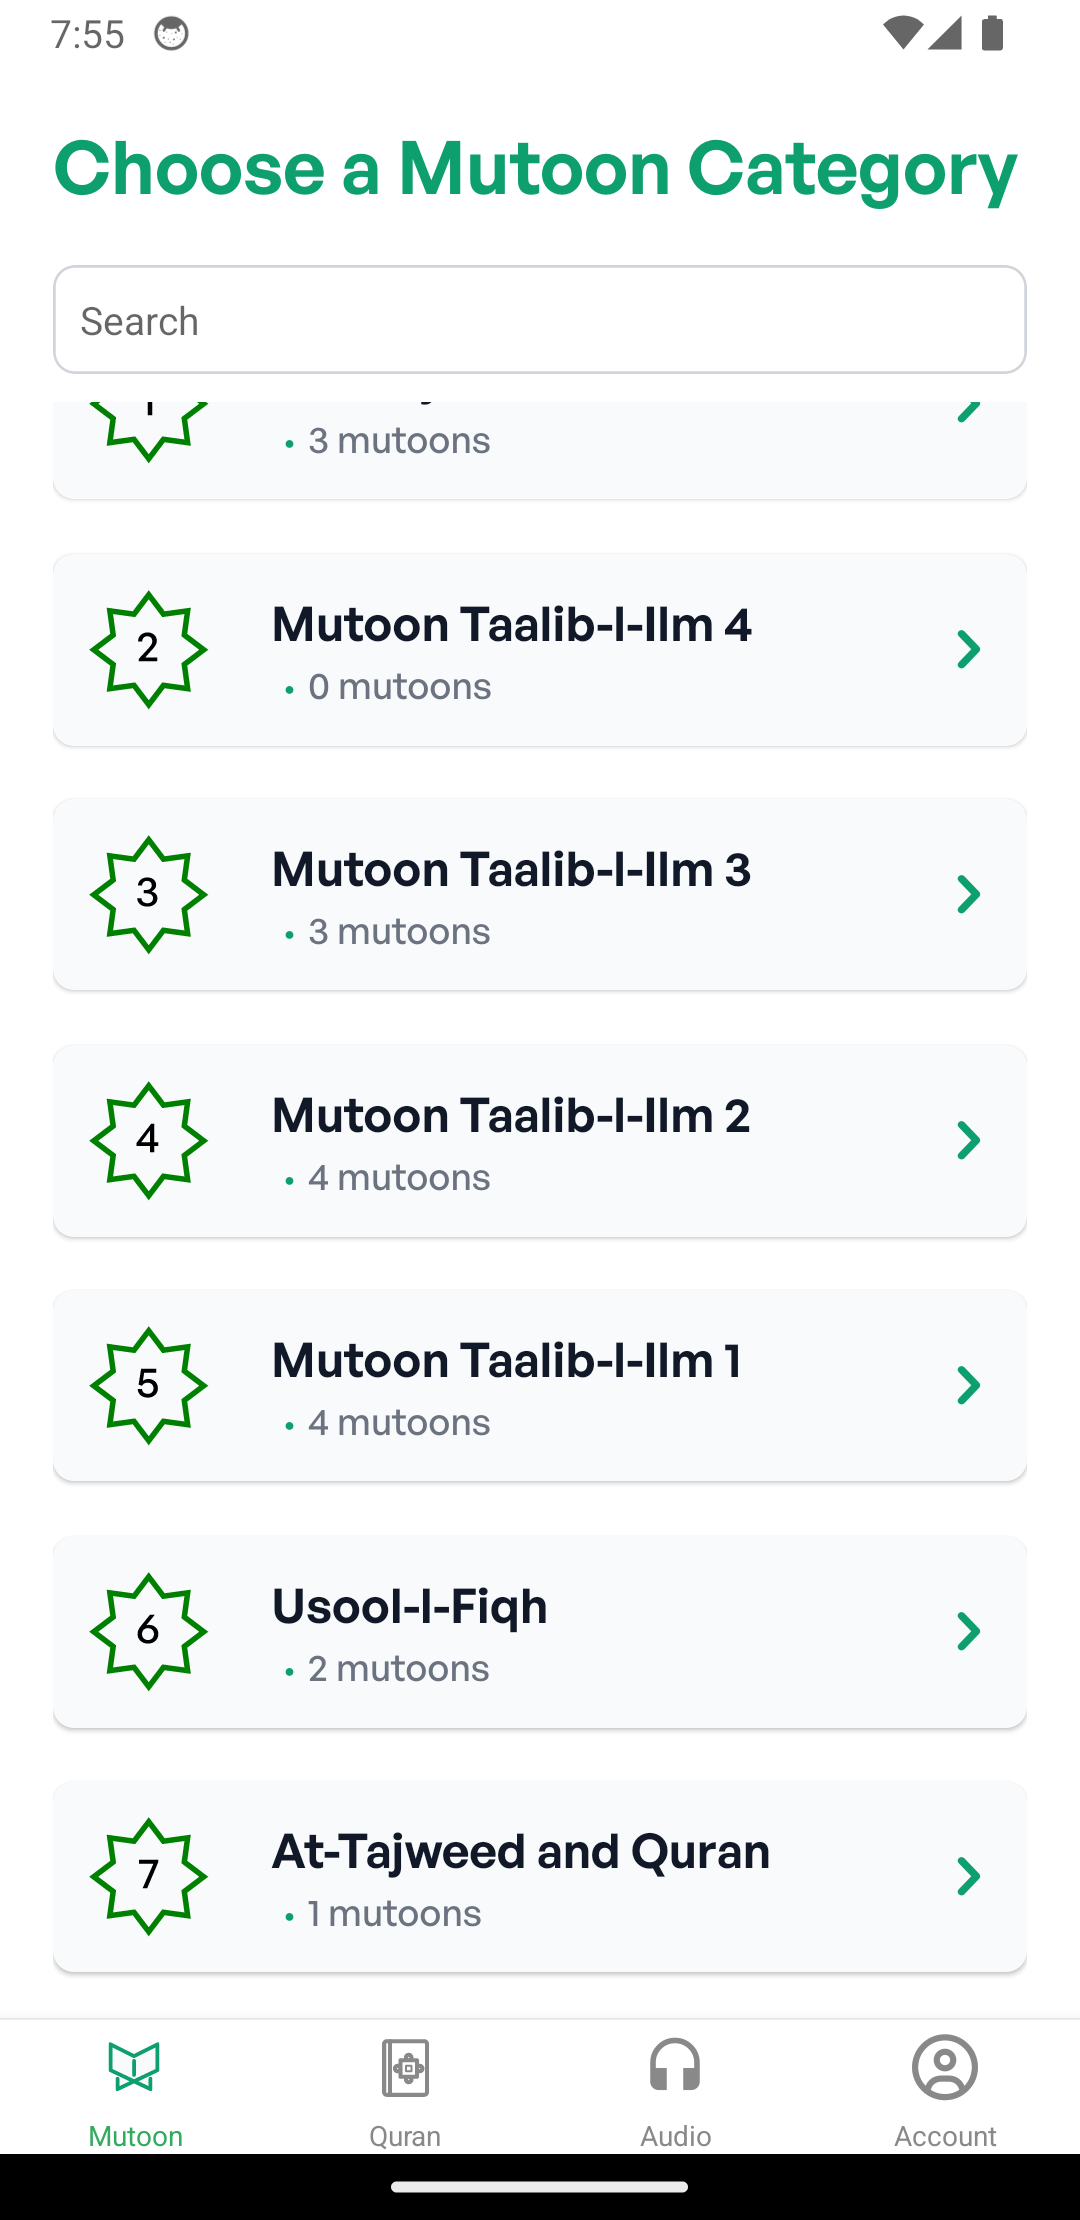 7:55
Choose a Mutoon Category
Search
3 mutoons
2
Mutoon Taalib-l-Ilm 4
0 mutoons
3
Mutoon Taalib-l-Ilm 3
3 mutoons
4
Mutoon Taalib-l-Ilm 2
4 mutoons
5
Mutoon Taalib-l-Ilm 1
4 mutoons
6
Usool-l-Fiqh
2 mutoons
7
At-Tajweed and Quran
1 mutoons
Mutoon
Quran
Audio
Account